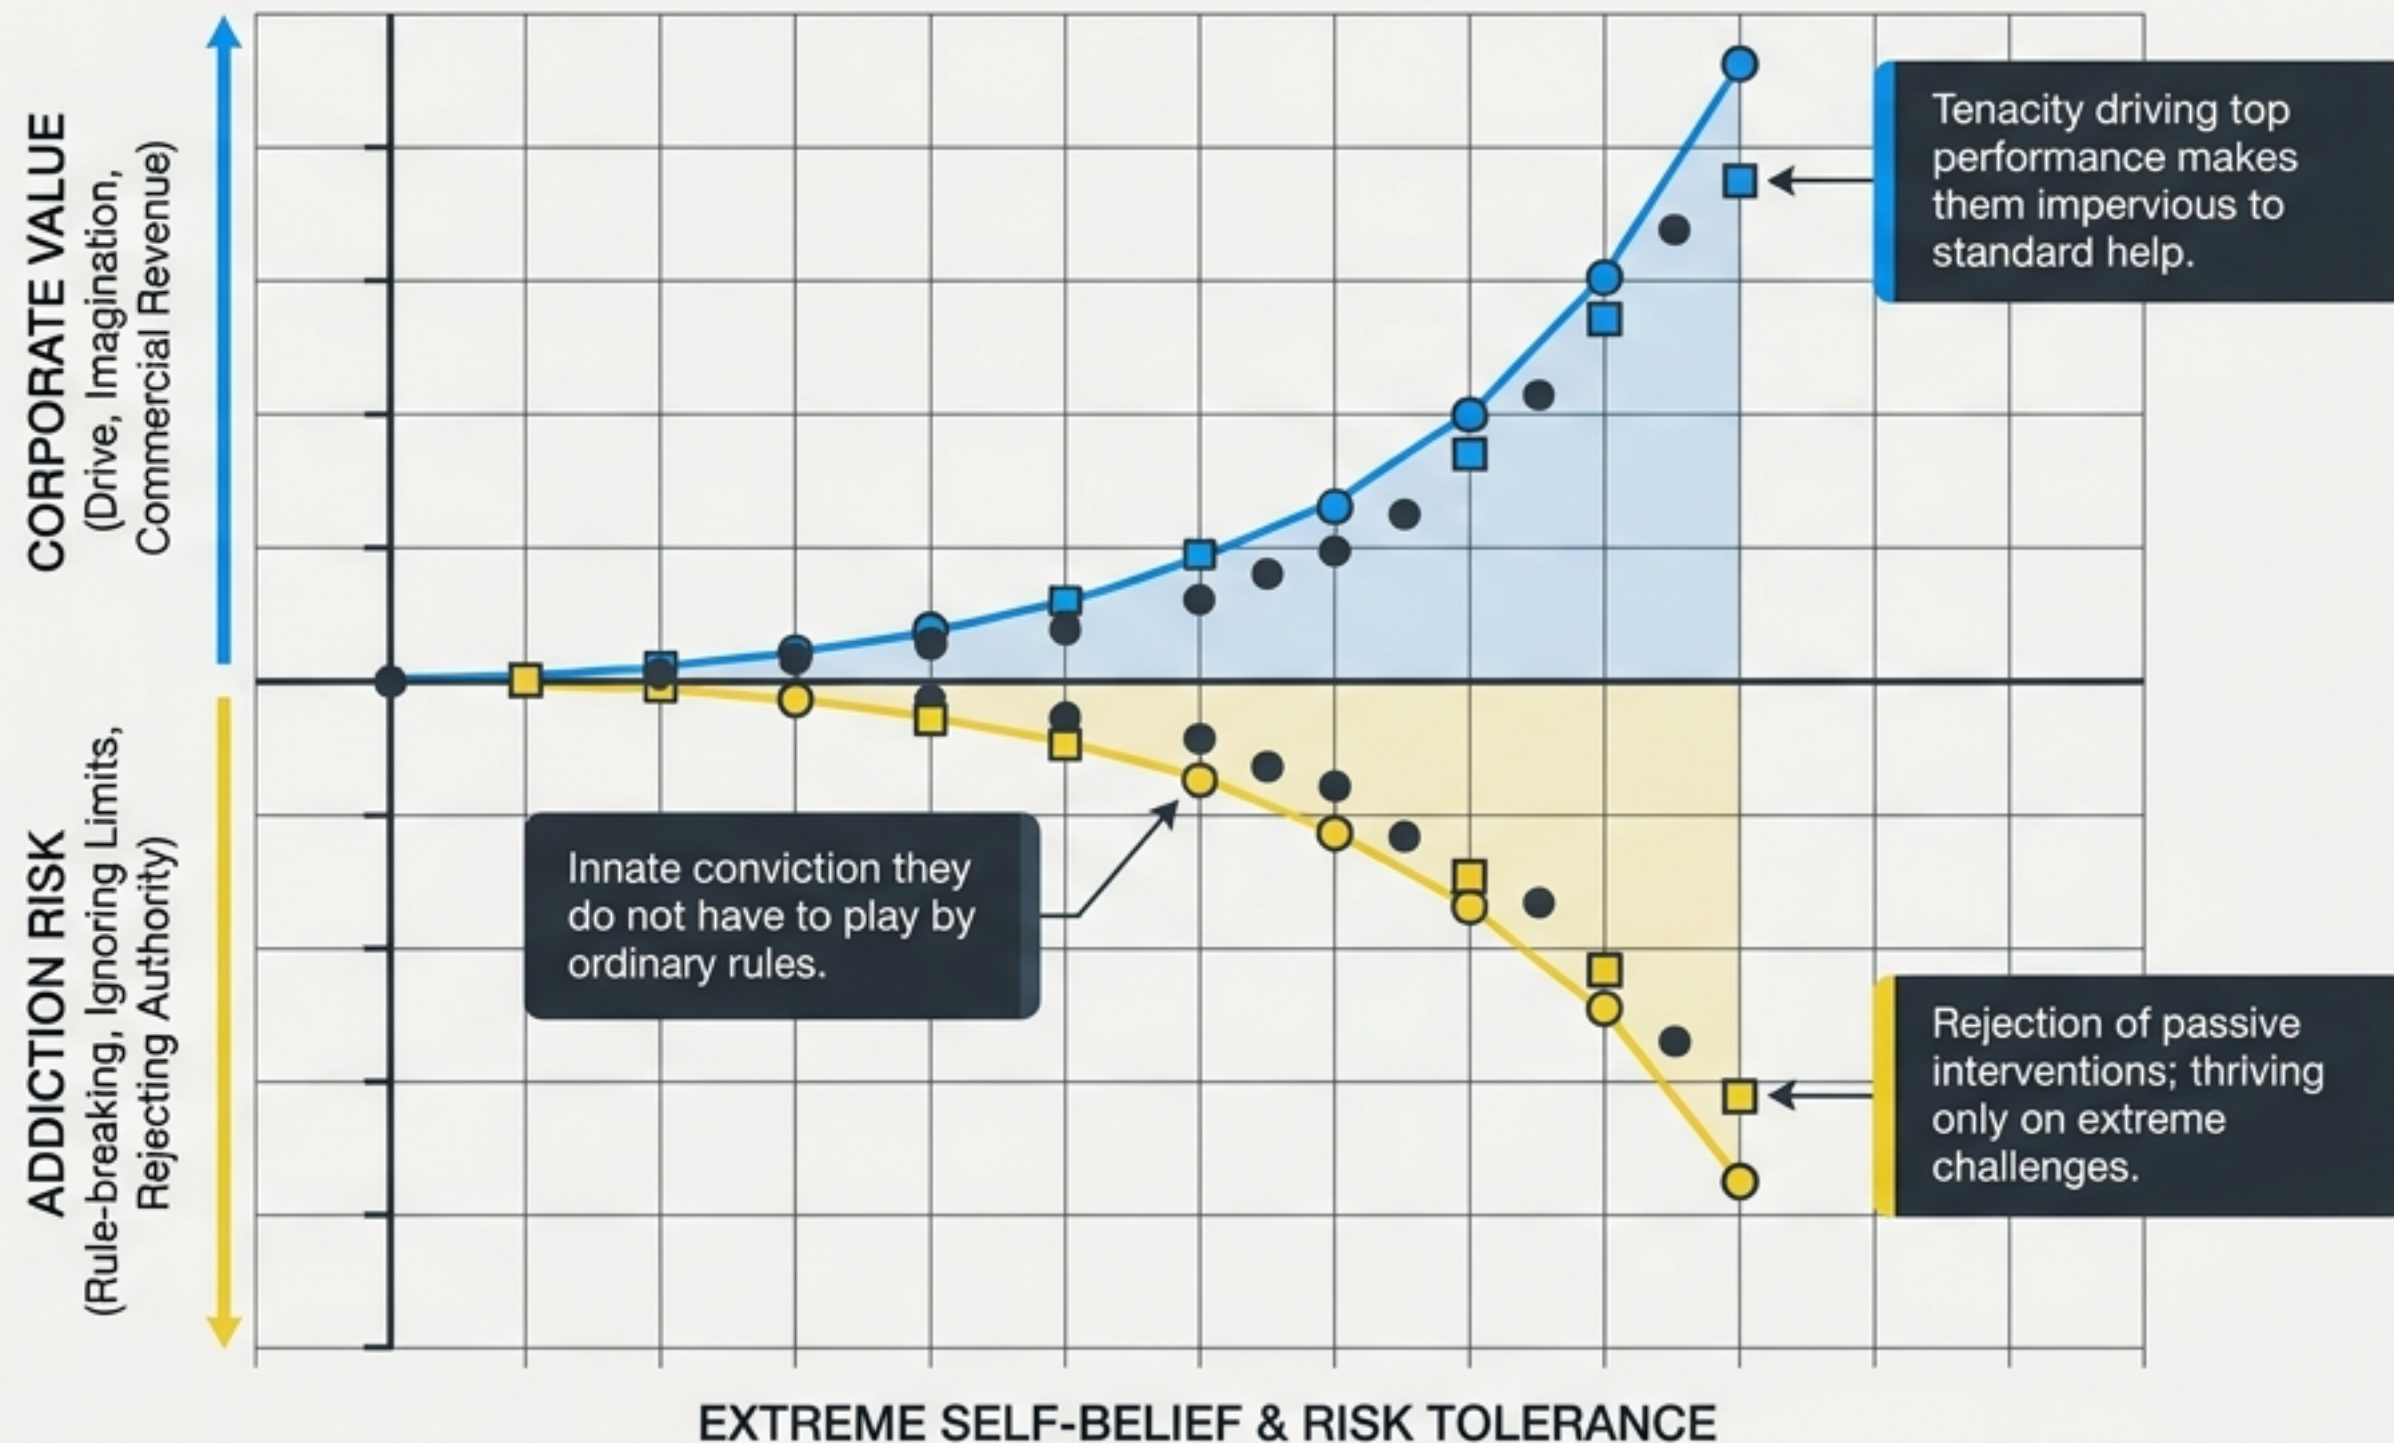 CORPORATE VALUE
(Drive, Imagination,
Commercial Revenue)
Tenacity driving top
performance makes
them impervious to
standard help.
ADDICTION RISK
(Rule-breaking, Ignoring Limits,
Rejecting Authority)
Innate conviction they
do not have to play by
ordinary rules.
Rejection of passive
interventions; thriving
only on extreme
challenges.
EXTREME SELF-BELIEF & RISK TOLERANCE